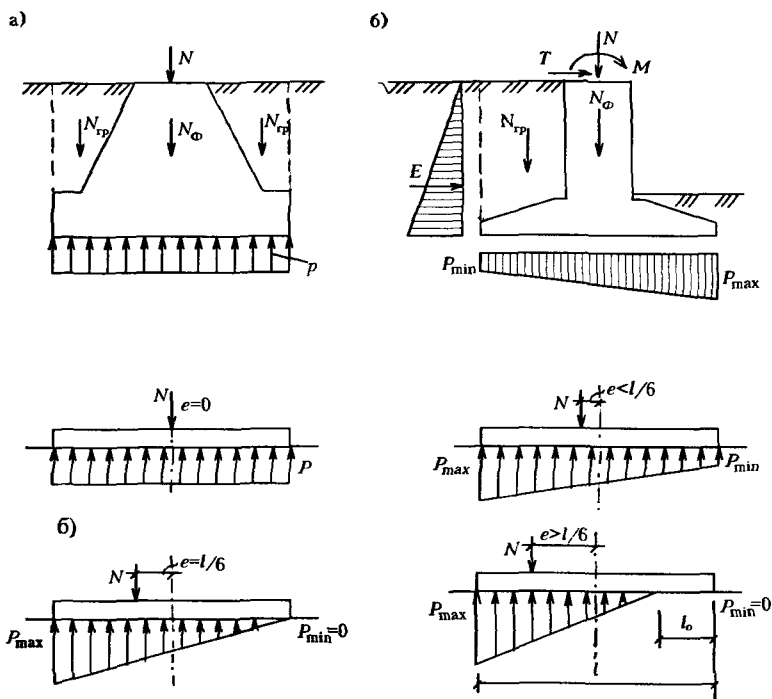 а)
N
N_гр
N_Ф
N_гр
p
б)
T
N
M
N_гр
N_Ф
E
P_min
P_max
N e=0
P
N e<l/6
P_max
P_min
б)
N e=l/6
P_max
P_min=0
e>l/6
N
P_max
P_min=0
l_о
l